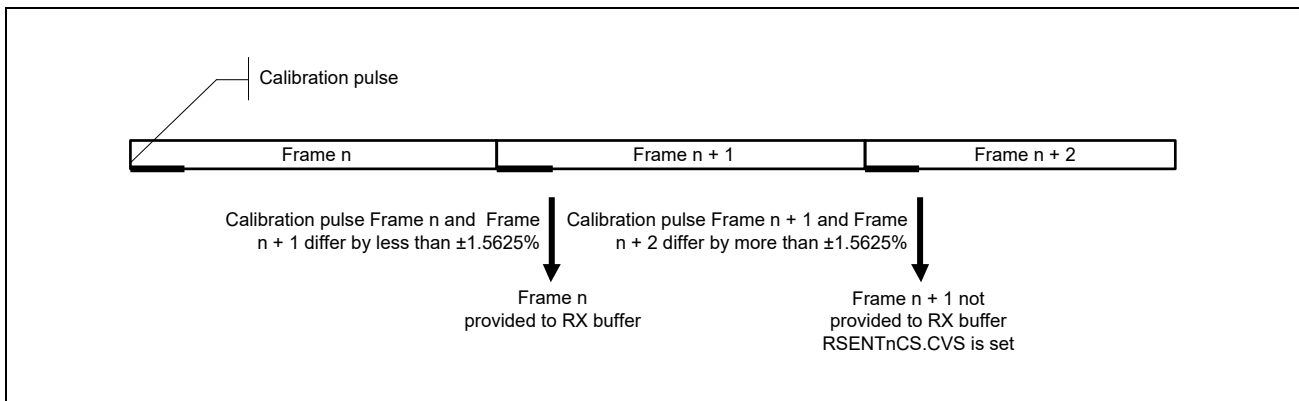 Calibration pulse
Frame n
Frame n + 1
Frame n + 2
Calibration pulse Frame n and Frame
n + 1 differ by less than ±1.5625%
Calibration pulse Frame n + 1 and Frame
n + 2 differ by more than ±1.5625%
Frame n
provided to RX buffer
Frame n + 1 not
provided to RX buffer
RSENTnCS.CVS is set